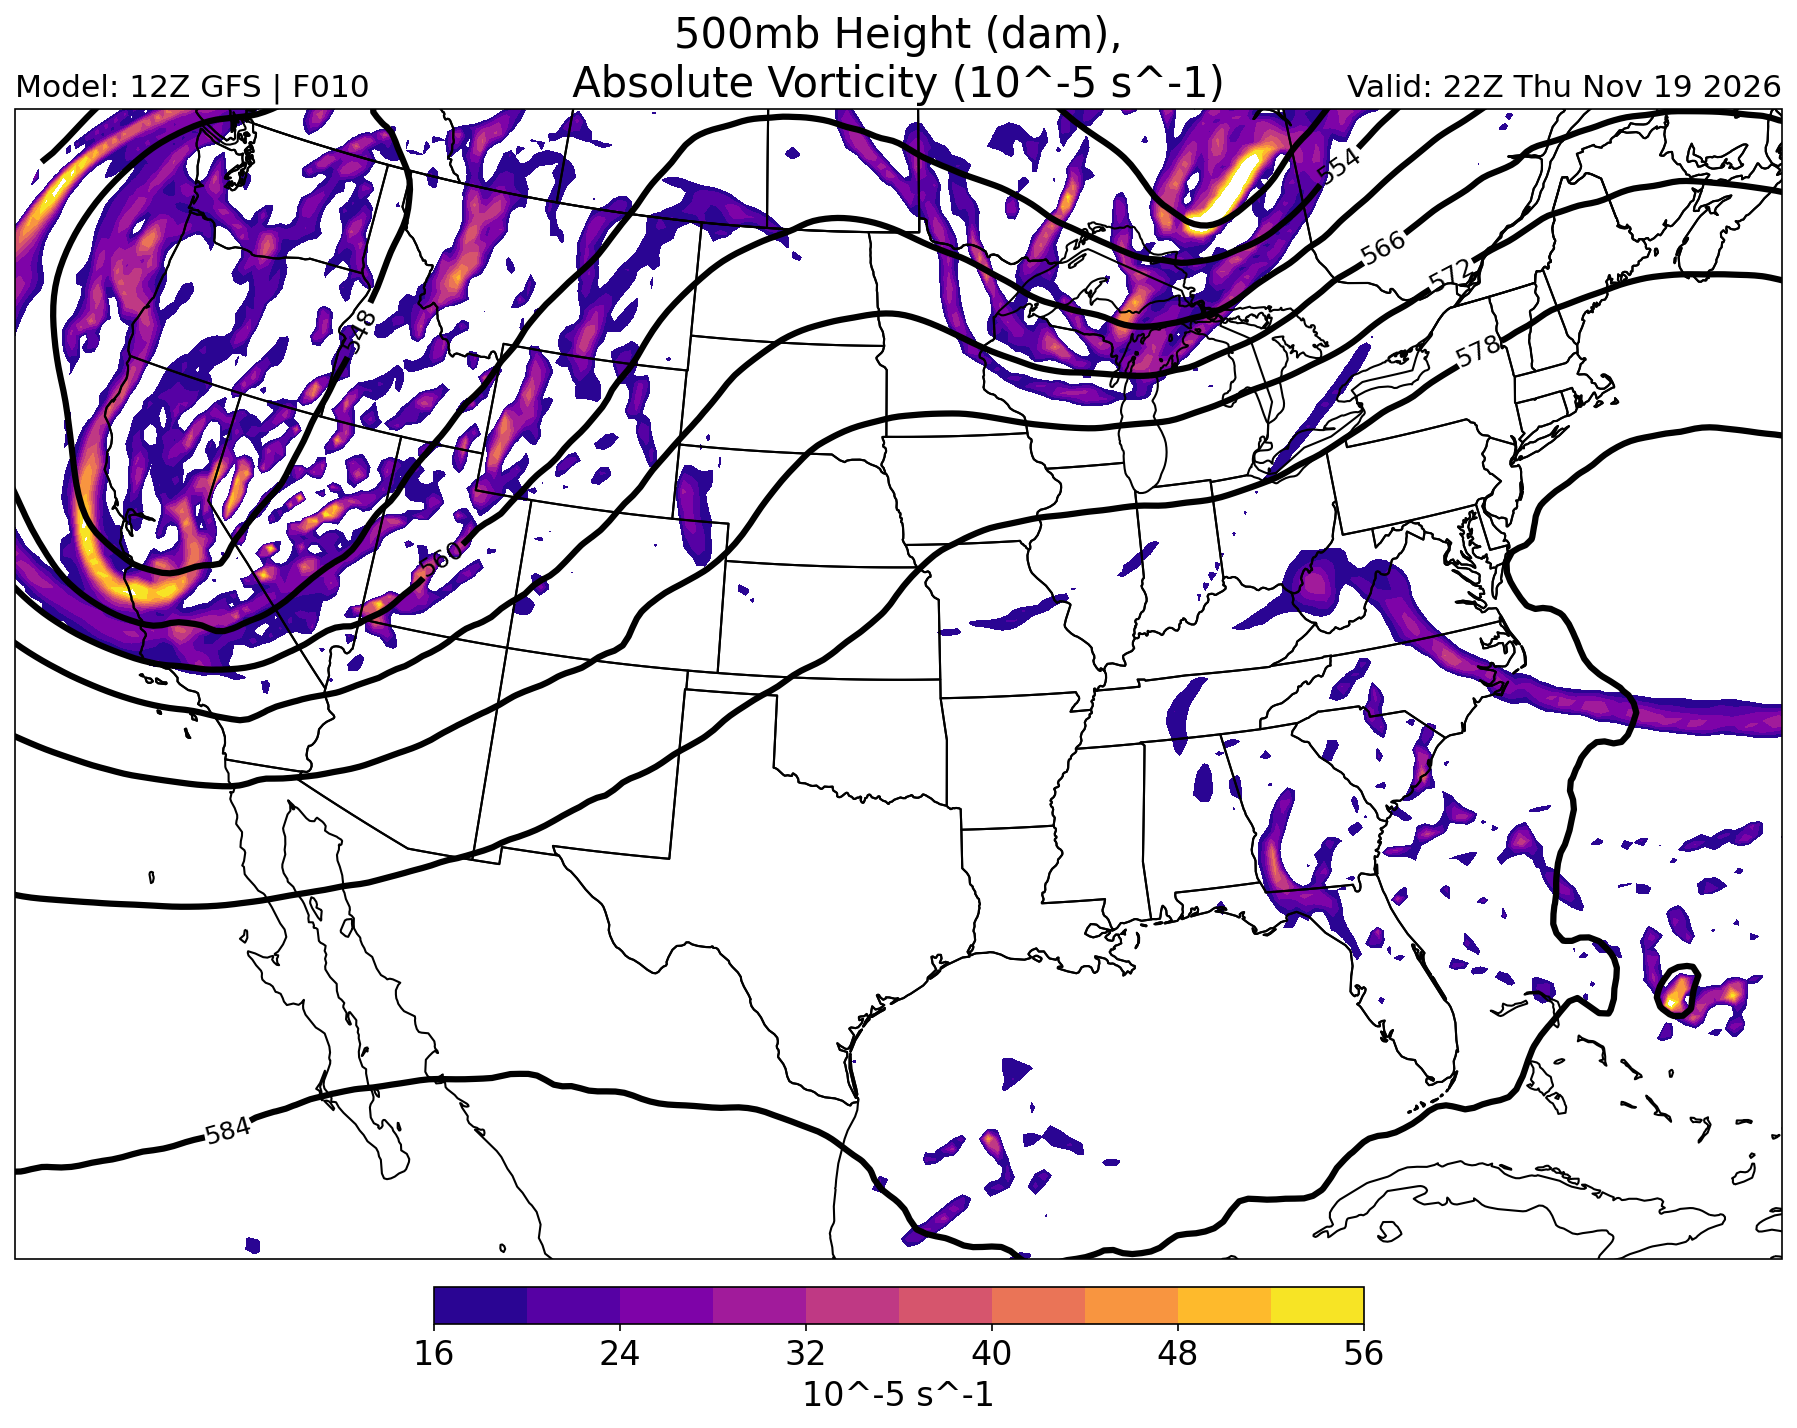 500mb Height (dam),
Model: 12Z GFS | F010
Absolute Vorticity (10^-5 s^-1)
Valid: 22Z Thu Nov 19 2026
554
566
572
548
578
560
584
16 24 32 40 48 56
10^-5 s^-1